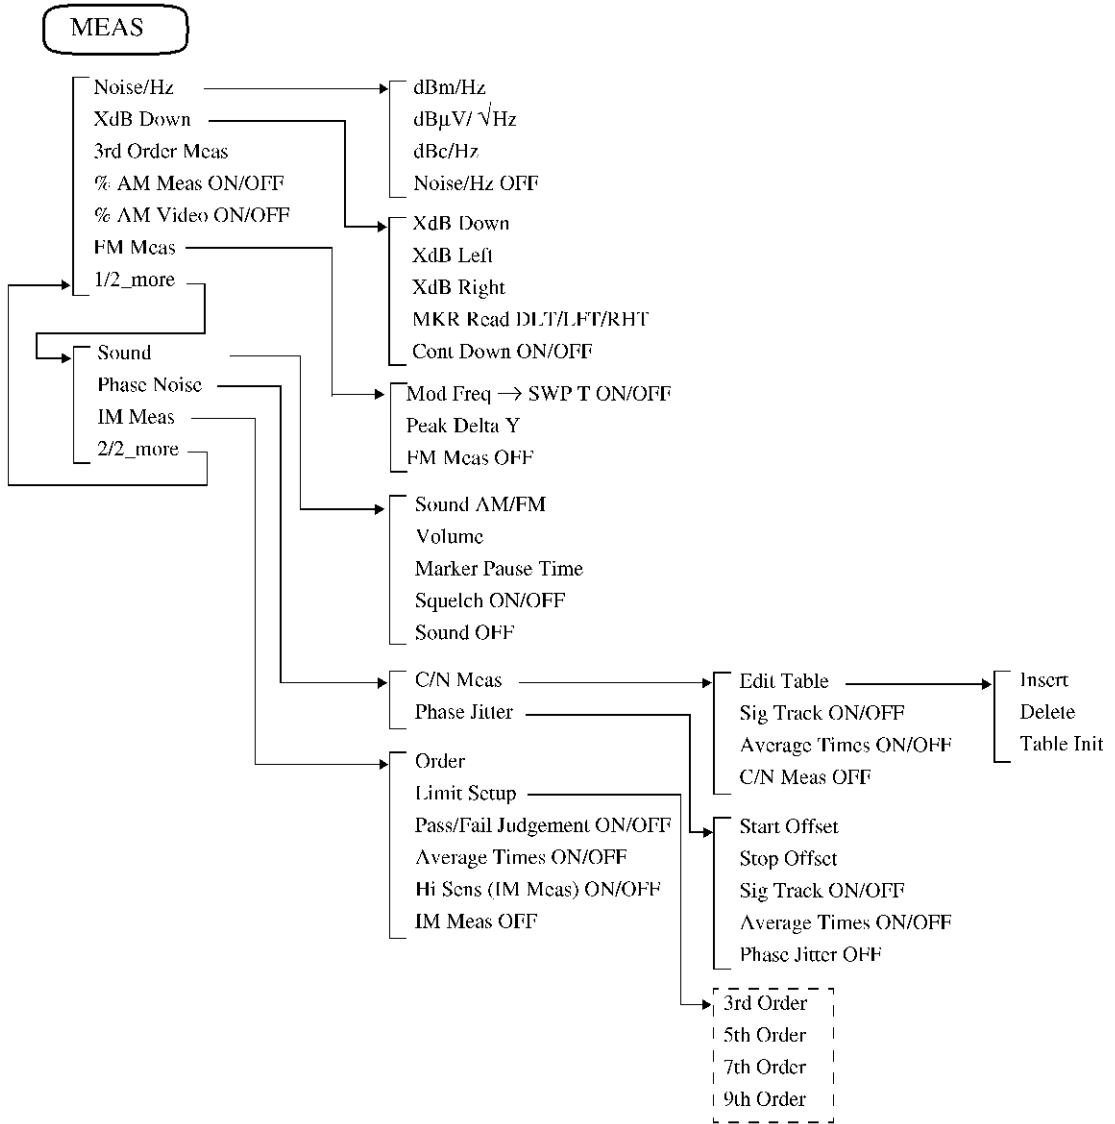 MEAS
Noise/Hz
XdB Down
3rd Order Meas
% AM Meas ON/OFF
% AM Video ON/OFF
FM Meas
1/2_more
Sound
Phase Noise
IM Meas
2/2_more
dBm/Hz
dBμV/ √Hz
dBc/Hz
Noise/Hz OFF
XdB Down
XdB Left
XdB Right
MKR Read DLT/LFT/RHT
Cont Down ON/OFF
Mod Freq → SWP T ON/OFF
Peak Delta Y
FM Meas OFF
Sound AM/FM
Volume
Marker Pause Time
Squelch ON/OFF
Sound OFF
C/N Meas
Phase Jitter
Order
Limit Setup
Pass/Fail Judgement ON/OFF
Average Times ON/OFF
Hi Sens (IM Meas) ON/OFF
IM Meas OFF
Edit Table
Sig Track ON/OFF
Average Times ON/OFF
C/N Meas OFF
Start Offset
Stop Offset
Sig Track ON/OFF
Average Times ON/OFF
Phase Jitter OFF
3rd Order
5th Order
7th Order
9th Order
Insert
Delete
Table Init